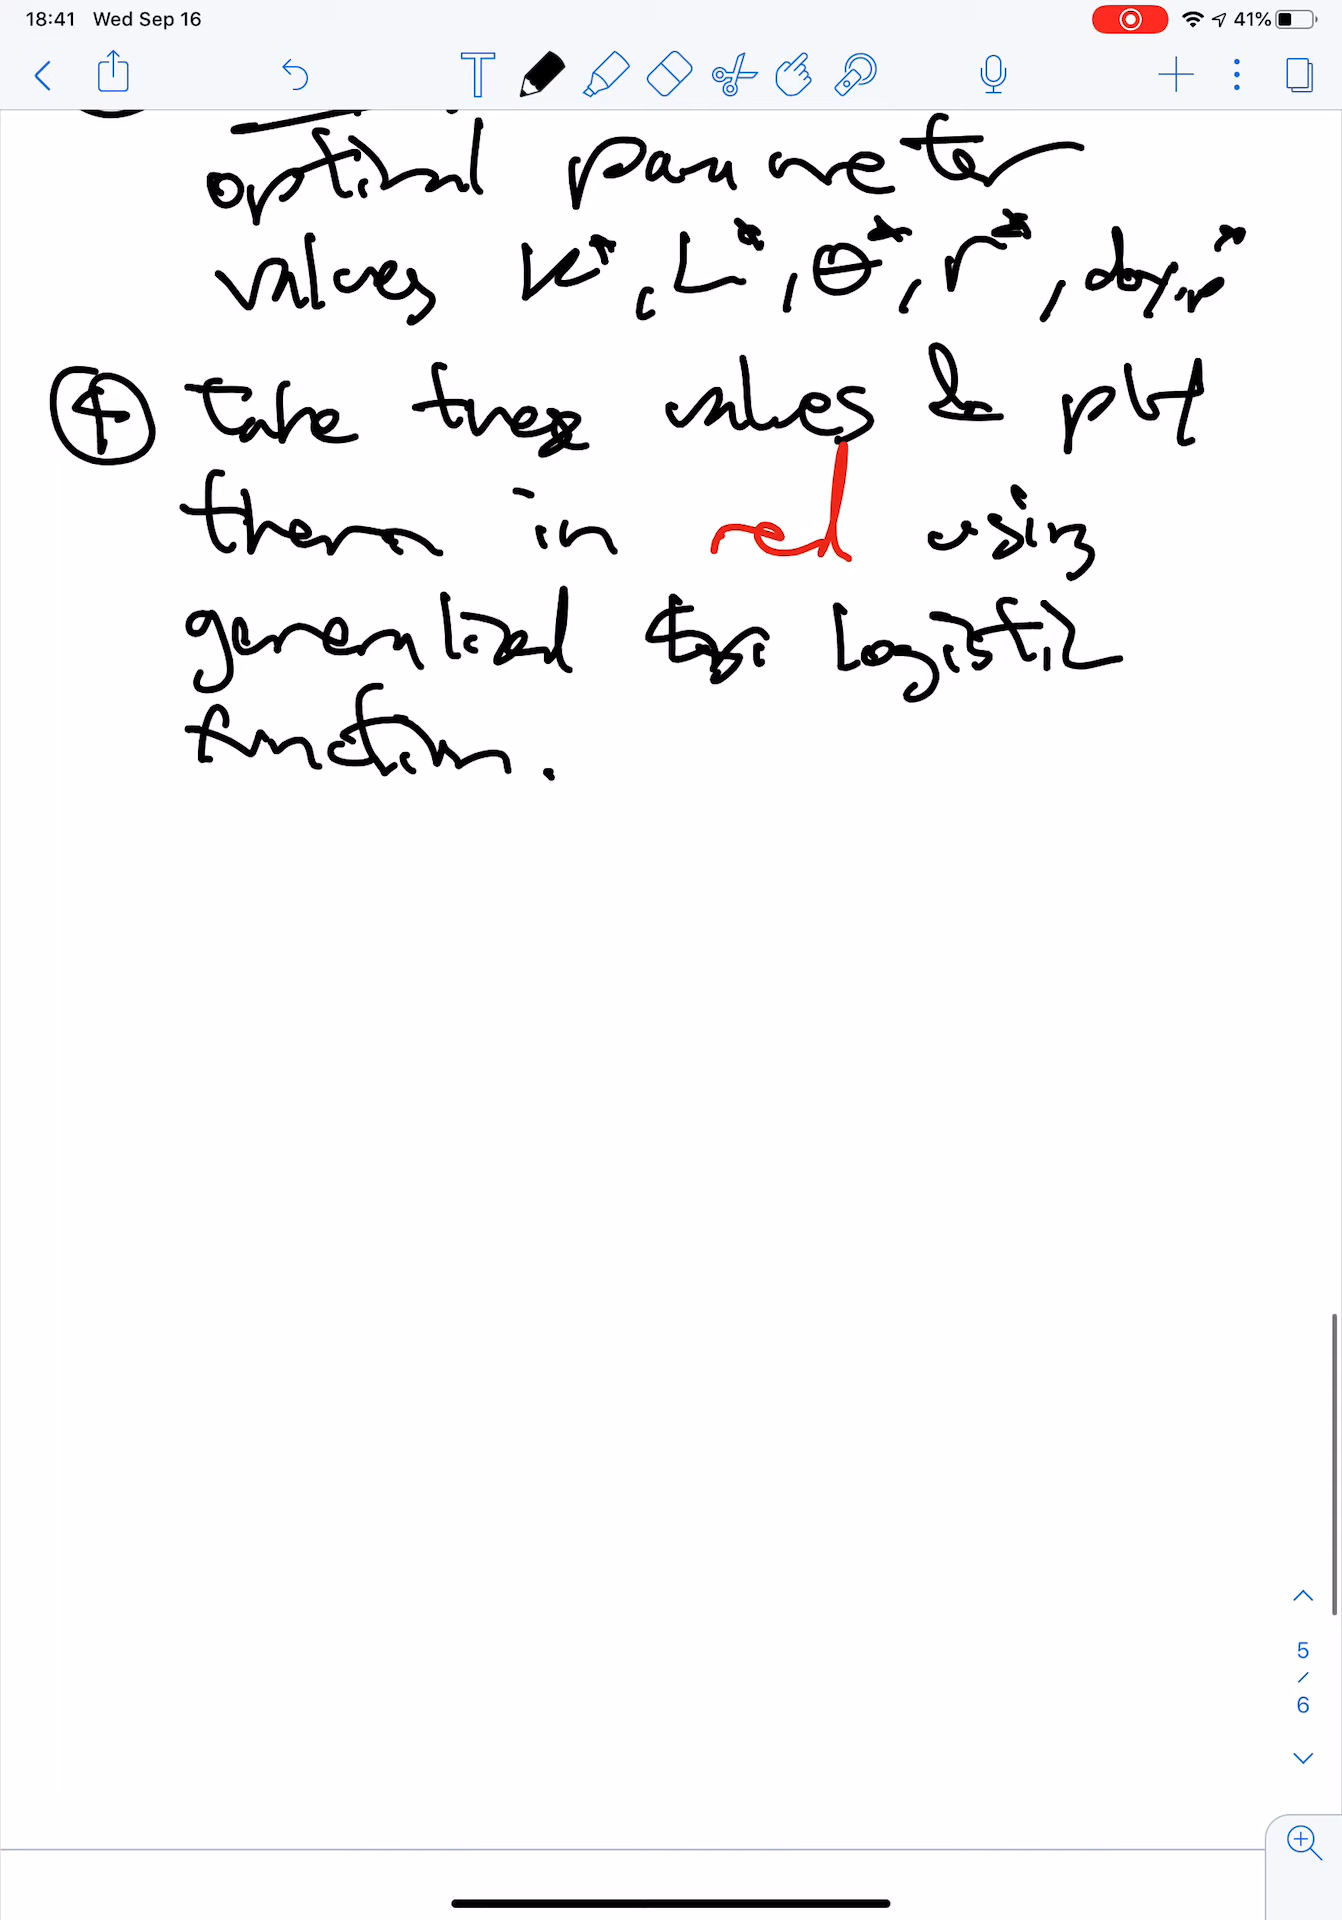 18:41 Wed Sep 16 41%
T
optimal parameter
values K*, L*, θ*, r*,
④ take these values & plot
them in red using
generalized logistic
function.
5
/
6